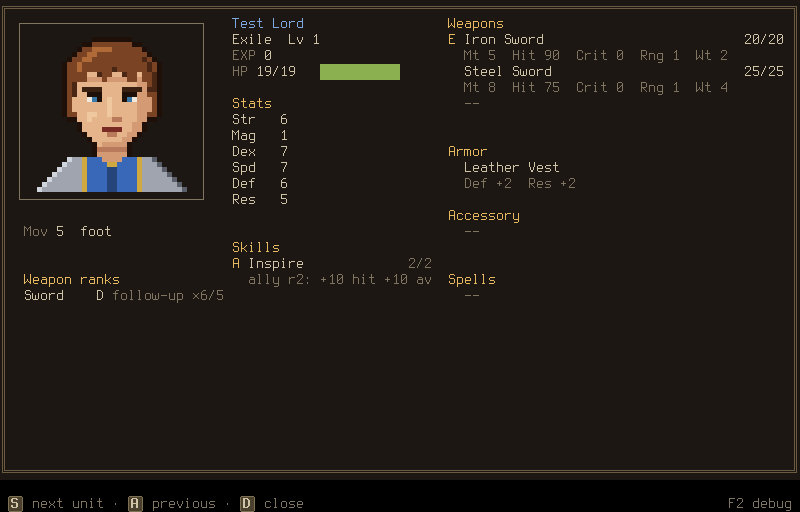 Test Lord
Exile Lv 1
EXP 0
HP 19/19
Stats
Str 6
Mag 1
Dex 7
Spd 7
Def 6
Res 5
Mov 5 foot
Skills
A Inspire 2/2
ally r2: +10 hit +10 av
Weapon ranks
Sword D follow-up ×6/5
Weapons
E Iron Sword 20/20
Mt 5 Hit 90 Crit 0 Rng 1 Wt 2
Steel Sword 25/25
Mt 8 Hit 75 Crit 0 Rng 1 Wt 4
--
Armor
Leather Vest
Def +2 Res +2
Accessory
--
Spells
--
S next unit · A previous · D close
F2 debug